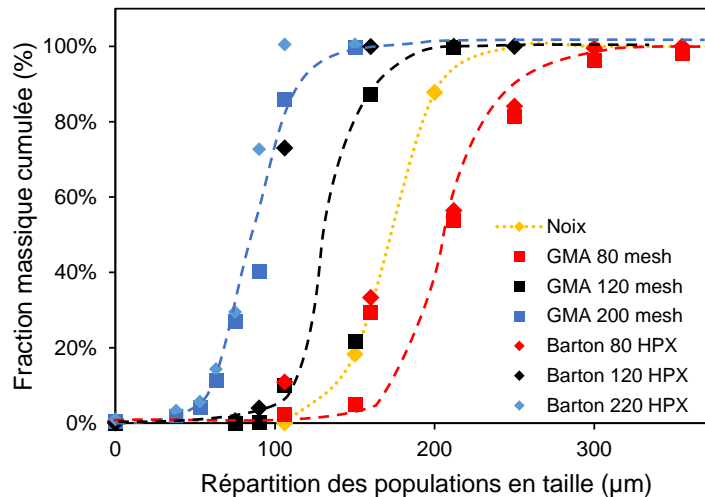 Fraction massique cumulée (%)
100%
80%
60%
40%
20%
0%
Noix
GMA 80 mesh
GMA 120 mesh
GMA 200 mesh
Barton 80 HPX
Barton 120 HPX
Barton 220 HPX
0
100
200
300
Répartition des populations en taille (µm)